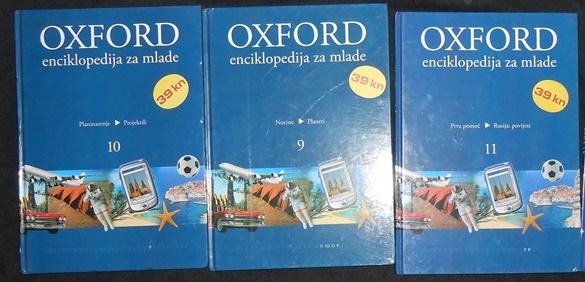 OXFORD
enciklopedija za mlade
39 kn
Planinarenje ▶ Projektili
10
OXFORD
enciklopedija za mlade
39 kn
Novine ▶ Planeti
9
OXFORD
enciklopedija za mlade
39 kn
Prva pomoć ▶ Rusija: povijest
11